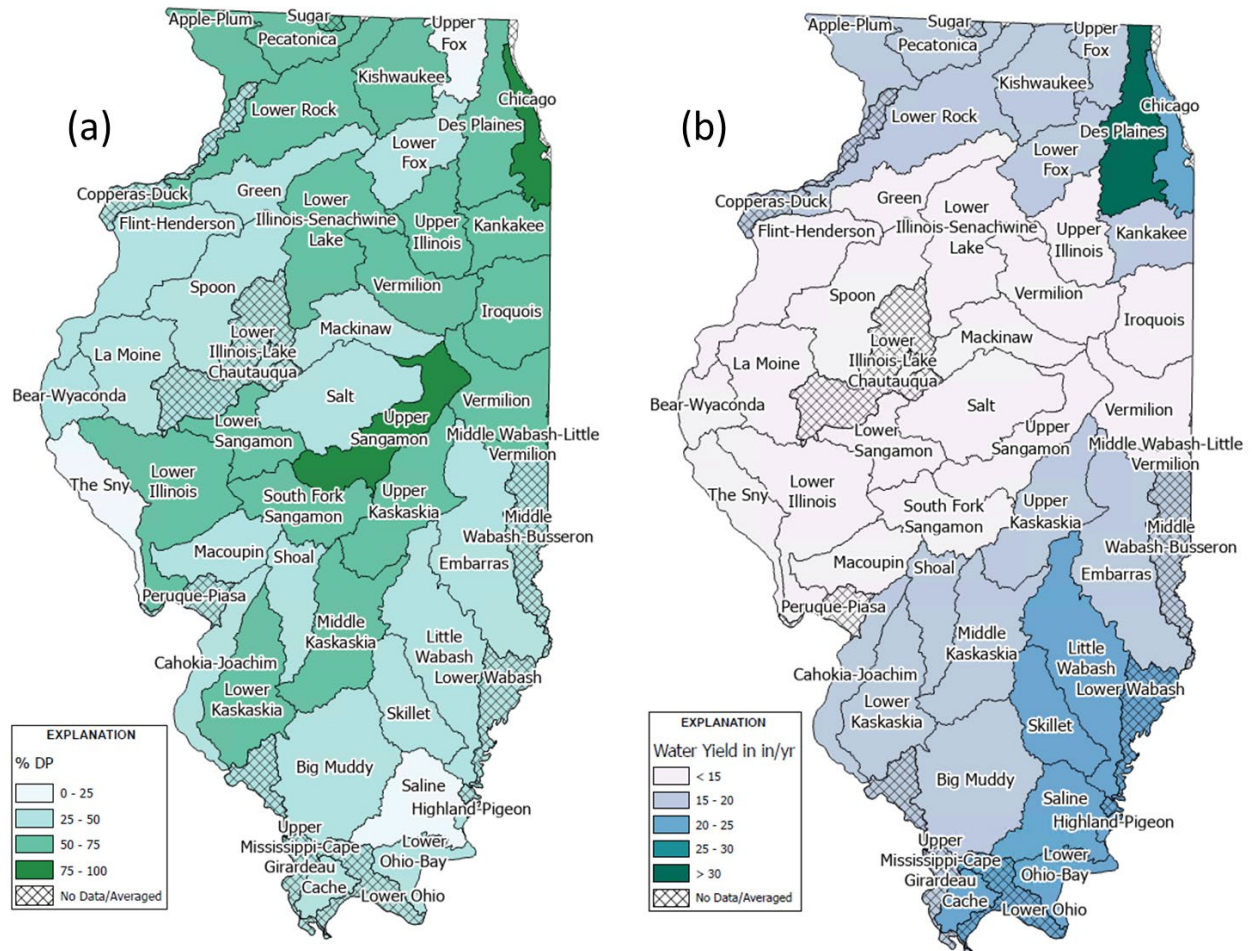 (a)
Apple-Plum
Sugar
Pecatonica
Upper
Fox
Kishwaukee
Chicago
Lower Rock
Des Plaines
Lower
Fox
Copperas-Duck
Green
Lower
Illinois-Senachwine
Lake
Flint-Henderson
Upper
Illinois
Kankakee
Spoon
Vermilion
Iroquois
Mackinaw
Lower
Illinois-Lake
Chautauqua
La Moine
Bear-Wyaconda
Salt
Vermilion
Lower
Sangamon
Upper
Sangamon
Middle Wabash-Little
Vermilion
The Sny
Lower
Illinois
South Fork
Sangamon
Upper
Kaskaskia
Middle
Wabash-Busseron
Macoupin
Shoal
Embarras
Peruque-Piasa
Middle
Kaskaskia
Little
Wabash
Cahokia-Joachim
Lower Wabash
Lower
Kaskaskia
Skillet
Big Muddy
Saline
Highland-Pigeon
Upper
Mississippi-Cape
Girardeau
Lower
Ohio-Bay
Cache
Lower Ohio
EXPLANATION
% DP
0 - 25
25 - 50
50 - 75
75 - 100
No Data/Averaged
(b)
Apple-Plum
Sugar
Pecatonica
Upper
Fox
Kishwaukee
Chicago
Lower Rock
Des Plaines
Lower
Fox
Copperas-Duck
Green
Lower
Illinois-Senachwine
Lake
Flint-Henderson
Upper
Illinois
Kankakee
Spoon
Vermilion
Iroquois
Mackinaw
Lower
Illinois-Lake
Chautauqua
La Moine
Bear-Wyaconda
Salt
Vermilion
Lower
Sangamon
Upper
Sangamon
Middle Wabash-Little
Vermilion
The Sny
Lower
Illinois
South Fork
Sangamon
Upper
Kaskaskia
Middle
Wabash-Busseron
Macoupin
Shoal
Embarras
Peruque-Piasa
Middle
Kaskaskia
Little
Wabash
Cahokia-Joachim
Lower Wabash
Lower
Kaskaskia
Skillet
Big Muddy
Saline
Highland-Pigeon
Upper
Mississippi-Cape
Girardeau
Lower
Ohio-Bay
Cache
Lower Ohio
EXPLANATION
Water Yield in in/yr
< 15
15 - 20
20 - 25
25 - 30
> 30
No Data/Averaged